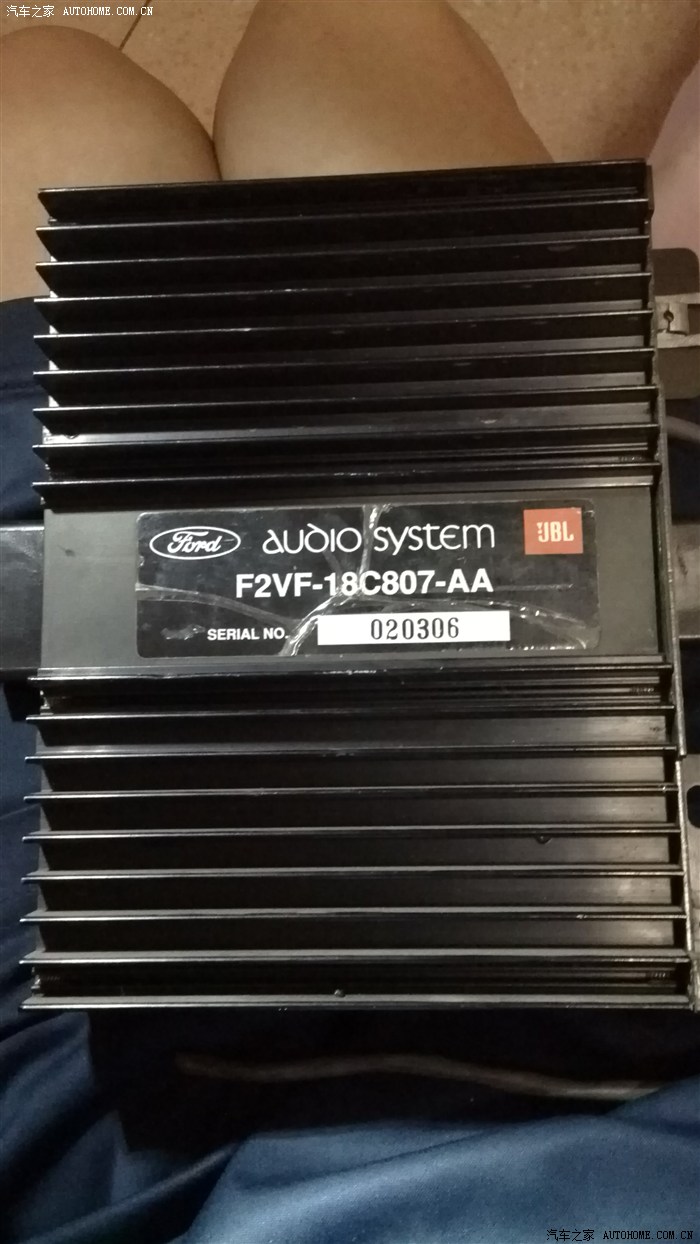 汽车之家 AUTOHOME.COM.CN
Ford audio system JBL
F2VF-18C807-AA
SERIAL NO. 020306
汽车之家 AUTOHOME.COM.CN